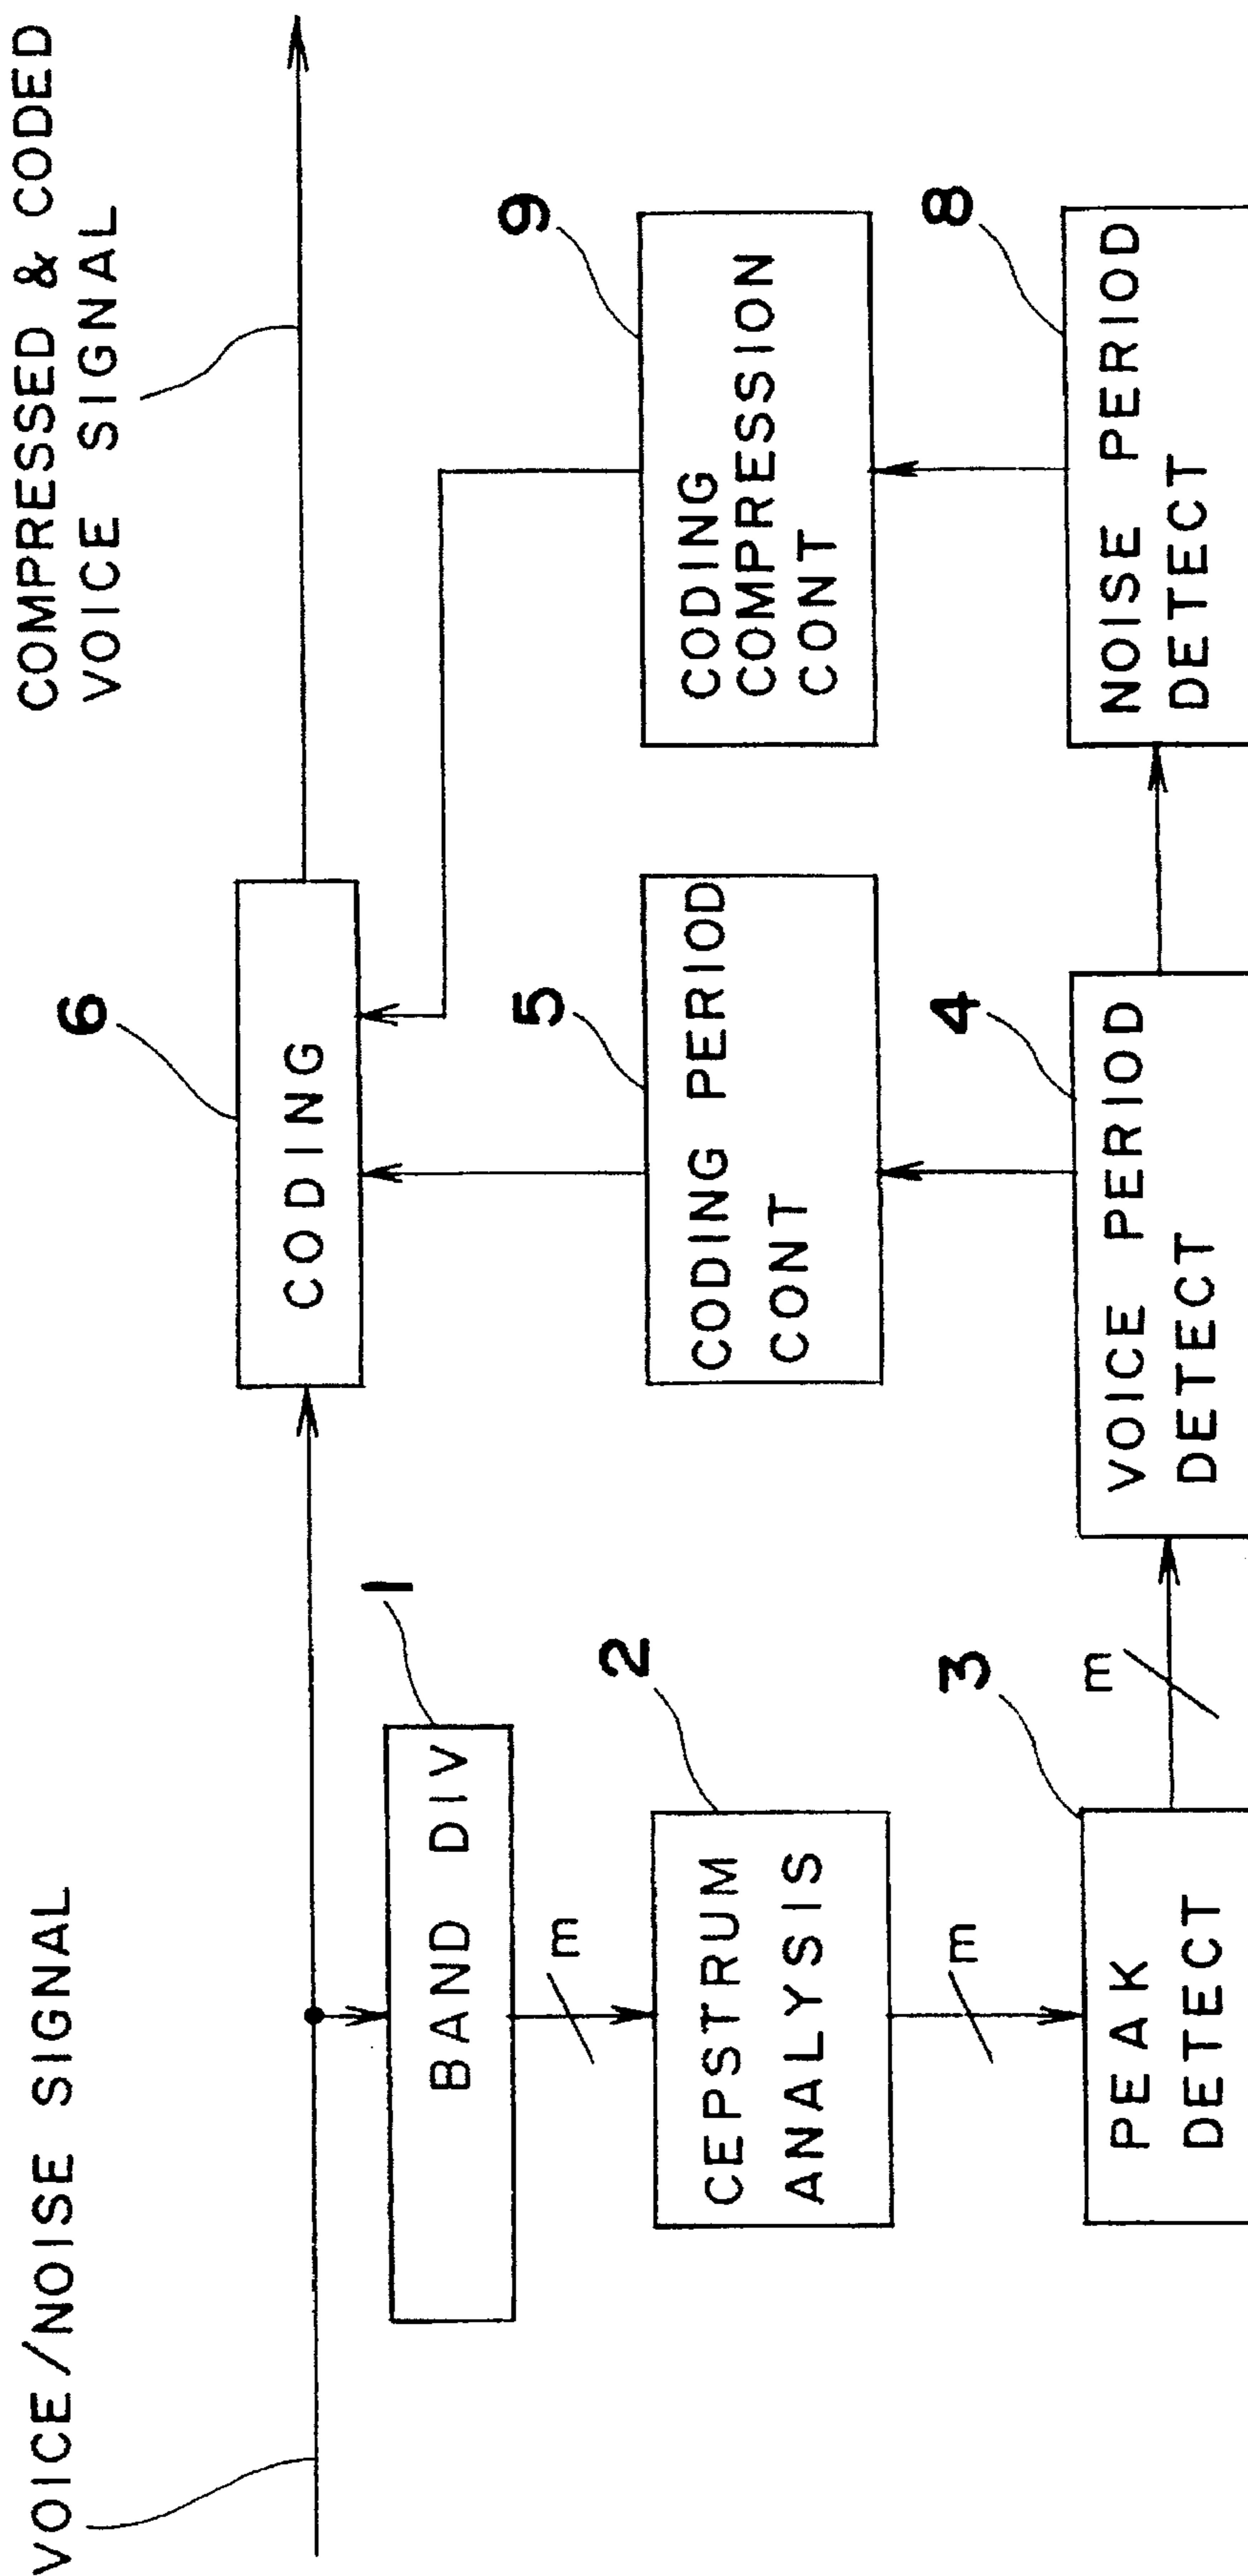 VOICE/NOISE SIGNAL
COMPRESSED & CODED
VOICE SIGNAL
6
CODING
1
BAND DIV
m
2
CEPSTRUM
ANALYSIS
m
3
PEAK
DETECT
m
5
CODING PERIOD
CONT
4
VOICE PERIOD
DETECT
9
CODING
COMPRESSION
CONT
8
NOISE PERIOD
DETECT